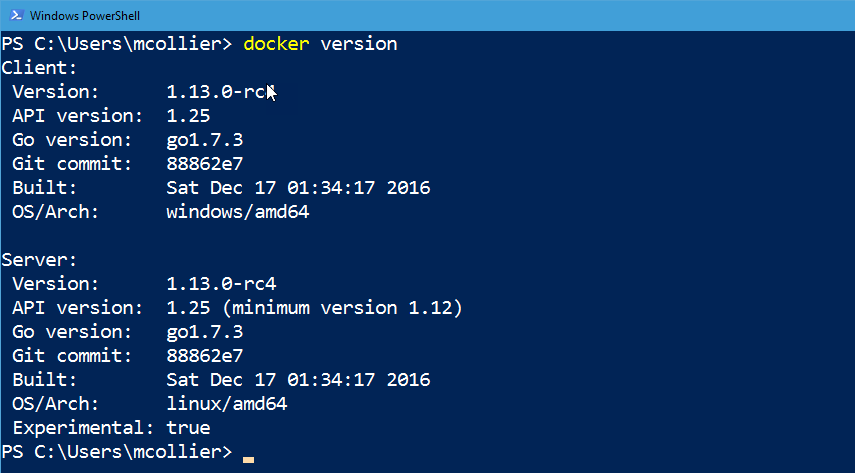 Windows PowerShell
PS C:\Users\mcollier> docker version
Client:
 Version:      1.13.0-rc
 API version:  1.25
 Go version:   go1.7.3
 Git commit:   88862e7
 Built:        Sat Dec 17 01:34:17 2016
 OS/Arch:      windows/amd64

Server:
 Version:      1.13.0-rc4
 API version:  1.25 (minimum version 1.12)
 Go version:   go1.7.3
 Git commit:   88862e7
 Built:        Sat Dec 17 01:34:17 2016
 OS/Arch:      linux/amd64
 Experimental: true
PS C:\Users\mcollier>